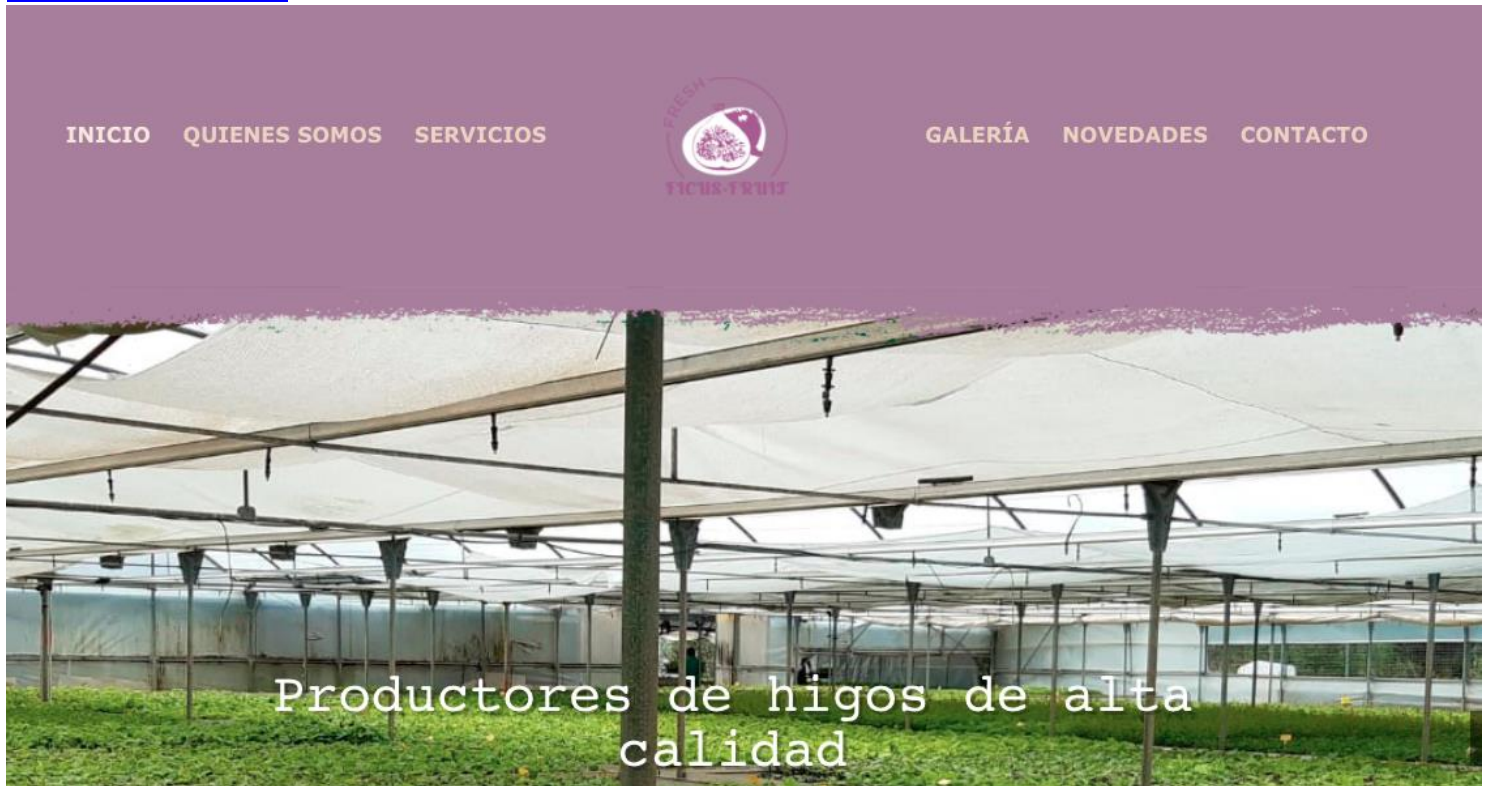 INICIO QUIENES SOMOS SERVICIOS
FRESH
FICUS-FRUIT
GALERÍA NOVEDADES CONTACTO
Productores de higos de alta
calidad